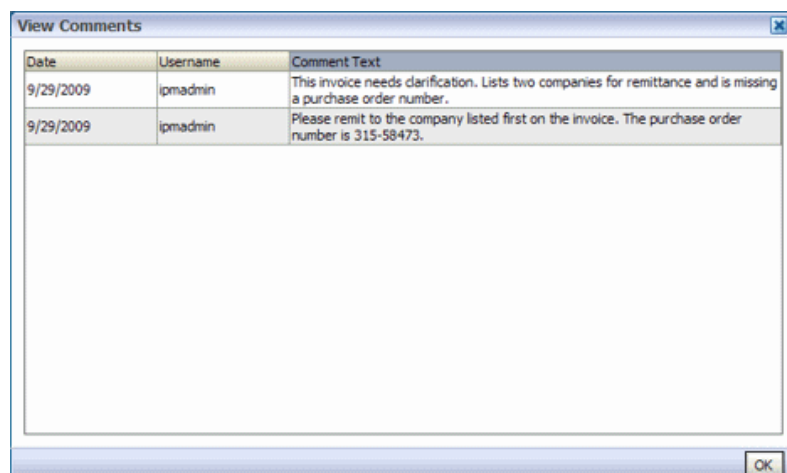 View Comments
Date Username Comment Text
9/29/2009 ipmadmin This invoice needs clarification. Lists two companies for remittance and is missing
a purchase order number.
9/29/2009 ipmadmin Please remit to the company listed first on the invoice. The purchase order
number is 315-58473.
OK